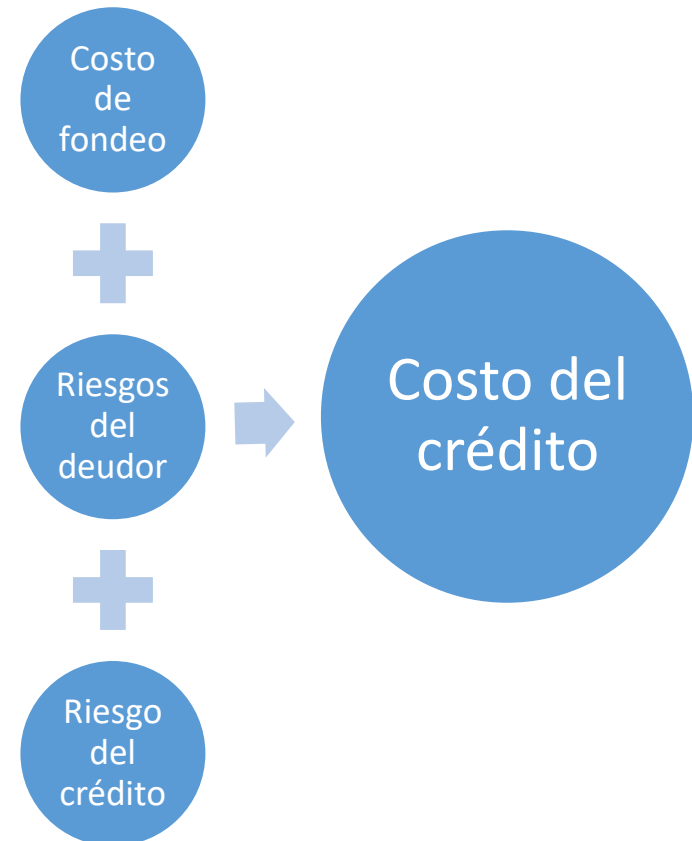 Costo
de
fondeo
Riesgos
del
deudor
Riesgo
del
crédito
Costo del
crédito